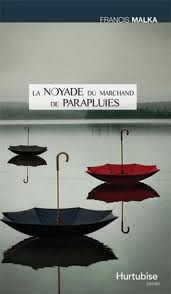 FRANCIS MALKA
LA NOYADE DU MARCHAND
DE PARAPLUIES
Hurtubise
roman